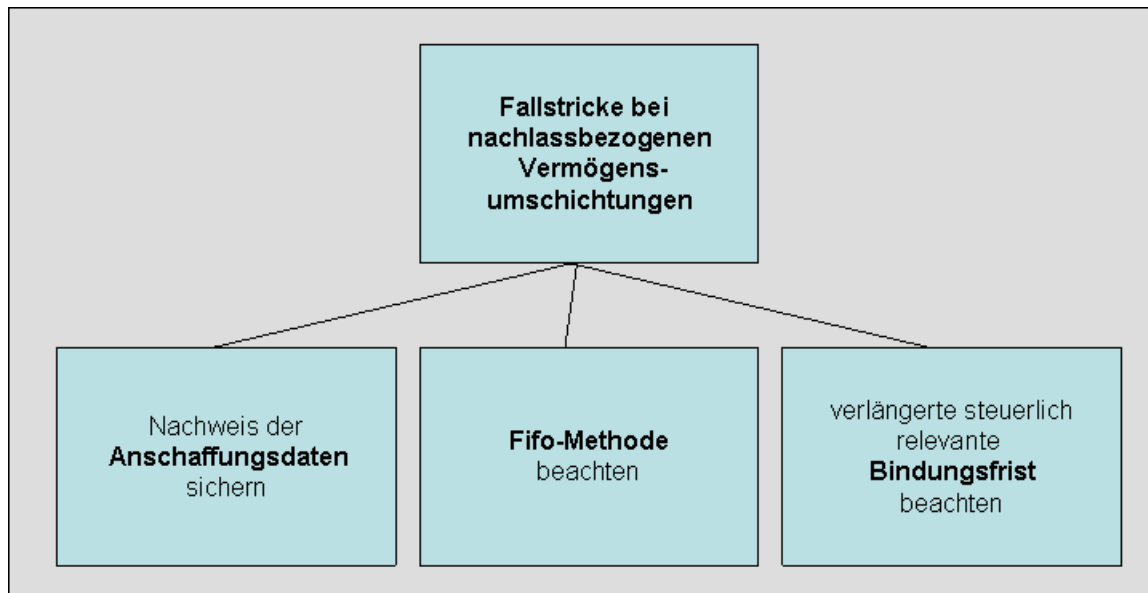 Fallstricke bei
nachlassbezogenen
Vermögens-
umschichtungen
Nachweis der
Anschaffungsdaten
sichern
Fifo-Methode
beachten
verlängerte steuerlich
relevante
Bindungsfrist
beachten